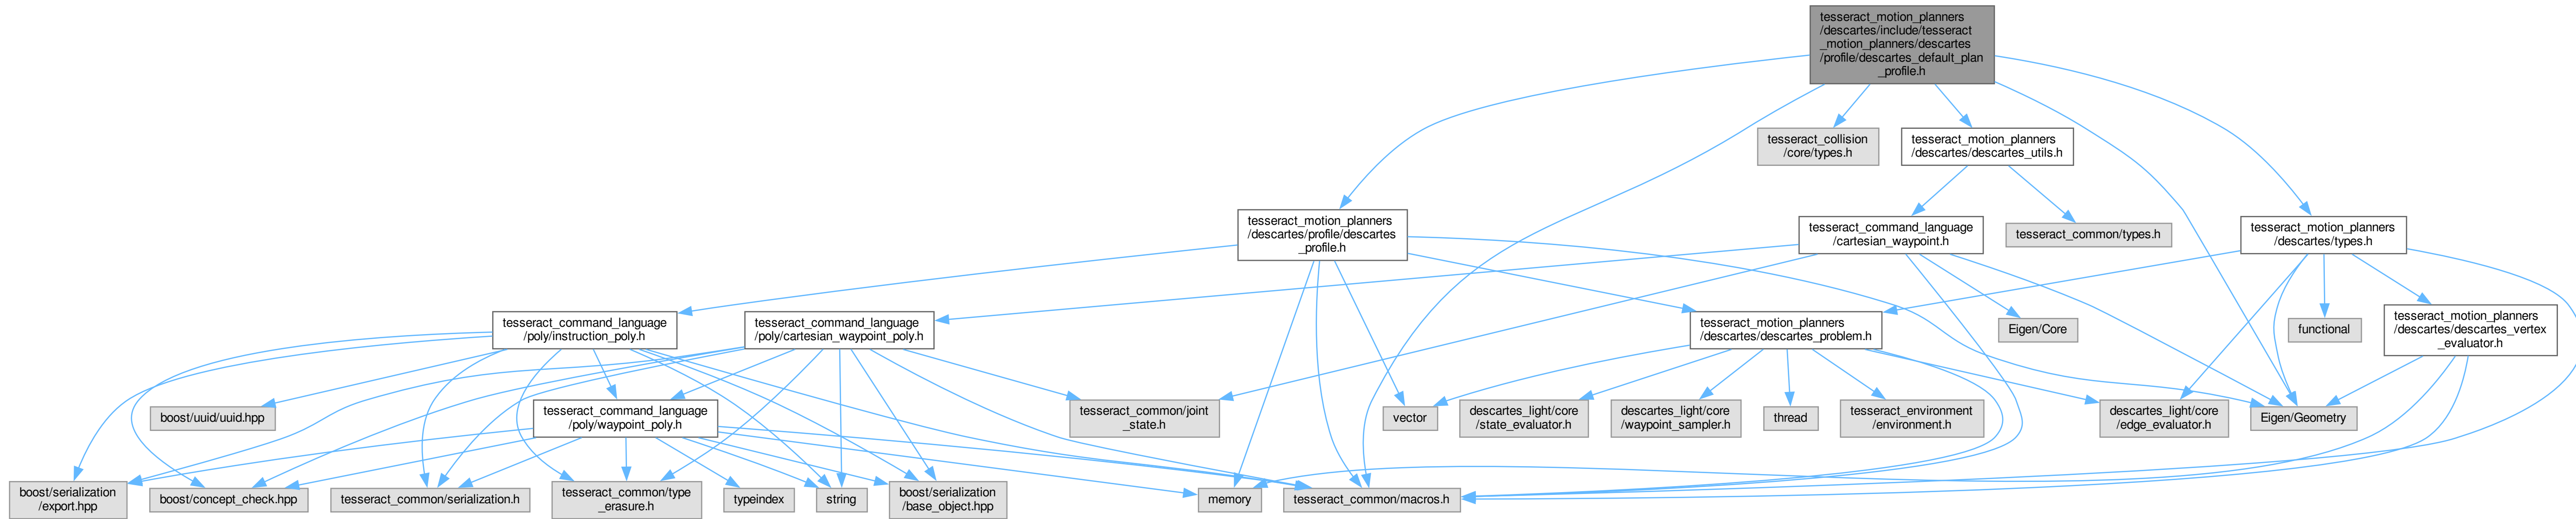 tesseract_motion_planners
/descartes/include/tesseract
_motion_planners/descartes
/profile/descartes_default_plan
_profile.h
tesseract_collision
/core/types.h
tesseract_motion_planners
/descartes/descartes_utils.h
tesseract_motion_planners
/descartes/profile/descartes
_profile.h
tesseract_command_language
/cartesian_waypoint.h
tesseract_common/types.h
tesseract_motion_planners
/descartes/types.h
tesseract_command_language
/poly/instruction_poly.h
tesseract_command_language
/poly/cartesian_waypoint_poly.h
tesseract_motion_planners
/descartes/descartes_problem.h
Eigen/Core
functional
tesseract_motion_planners
/descartes/descartes_vertex
_evaluator.h
boost/uuid/uuid.hpp
tesseract_command_language
/poly/waypoint_poly.h
tesseract_common/joint
_state.h
vector
descartes_light/core
/state_evaluator.h
descartes_light/core
/waypoint_sampler.h
thread
tesseract_environment
/environment.h
descartes_light/core
/edge_evaluator.h
Eigen/Geometry
boost/serialization
/export.hpp
boost/concept_check.hpp
tesseract_common/serialization.h
tesseract_common/type
_erasure.h
typeindex
string
boost/serialization
/base_object.hpp
memory
tesseract_common/macros.h